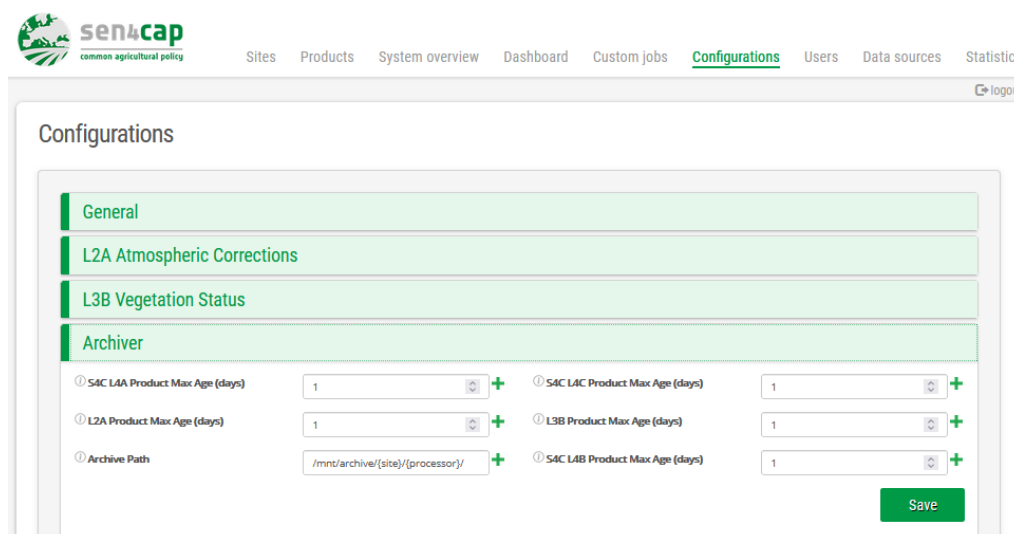 sen4cap
common agricultural policy
Sites Products System overview Dashboard Custom jobs Configurations Users Data sources Statistic
logo
Configurations
General
L2A Atmospheric Corrections
L3B Vegetation Status
Archiver
S4C L4A Product Max Age (days) 1 S4C L4C Product Max Age (days) 1
L2A Product Max Age (days) 1 L3B Product Max Age (days) 1
Archive Path /mnt/archive/{site}/{processor}/ S4C L4B Product Max Age (days) 1
Save